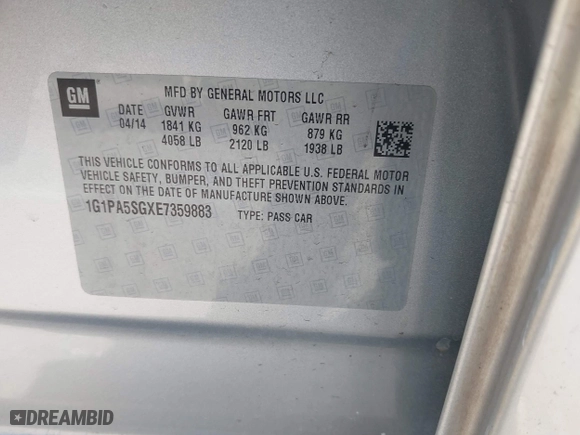 GM
MFD BY GENERAL MOTORS LLC
DATE GVWR GAWR FRT GAWR RR
04/14 1841 KG 962 KG 879 KG
4058 LB 2120 LB 1938 LB
THIS VEHICLE CONFORMS TO ALL APPLICABLE U.S. FEDERAL MOTOR
VEHICLE SAFETY, BUMPER, AND THEFT PREVENTION STANDARDS IN
EFFECT ON THE DATE OF MANUFACTURE SHOWN ABOVE.
1G1PA5SGXE7359883 TYPE: PASS CAR
DREAMBID